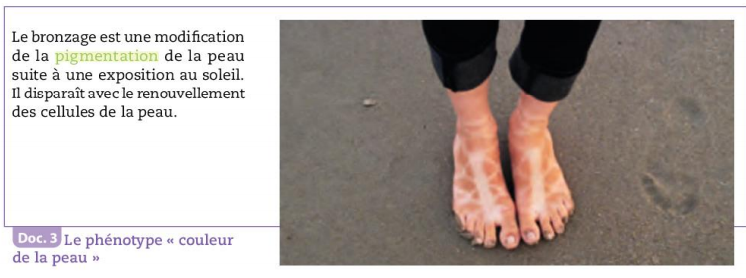 Le bronzage est une modification
de la pigmentation de la peau
suite à une exposition au soleil.
Il disparaît avec le renouvellement
des cellules de la peau.
Doc. 3 Le phénotype « couleur
de la peau »